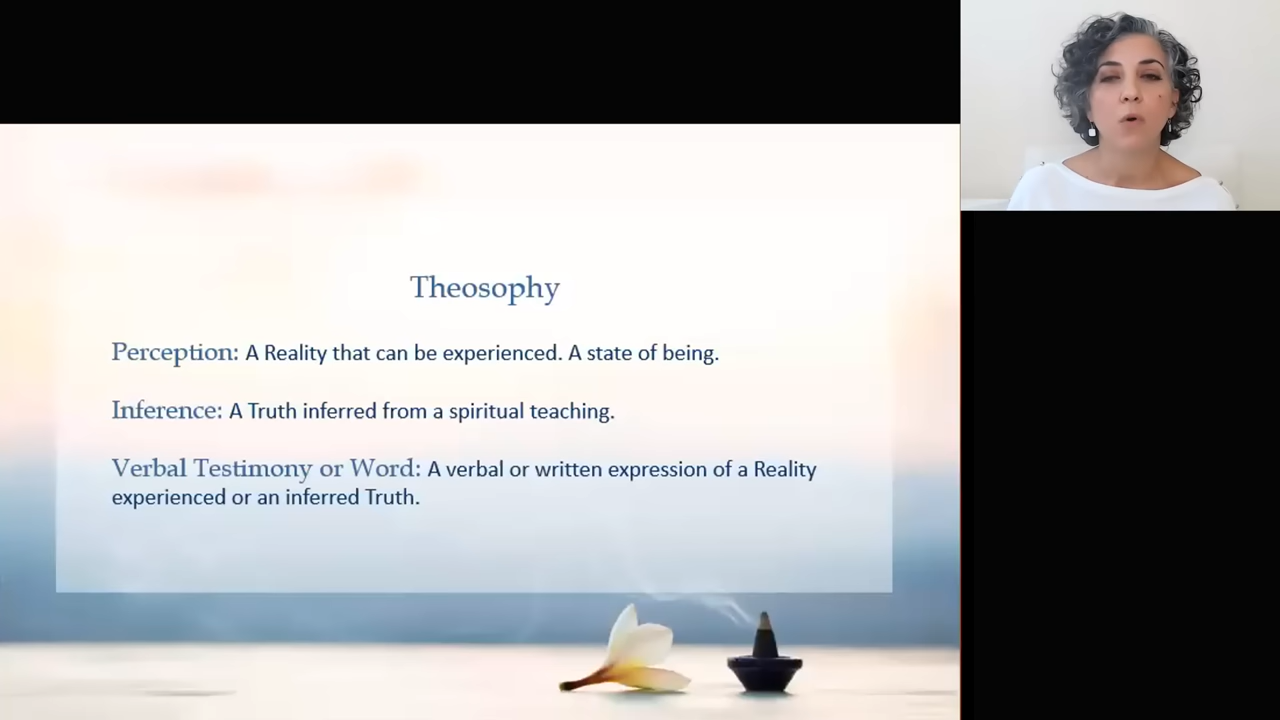 Theosophy
Perception: A Reality that can be experienced. A state of being.
Inference: A Truth inferred from a spiritual teaching.
Verbal Testimony or Word: A verbal or written expression of a Reality
experienced or an inferred Truth.